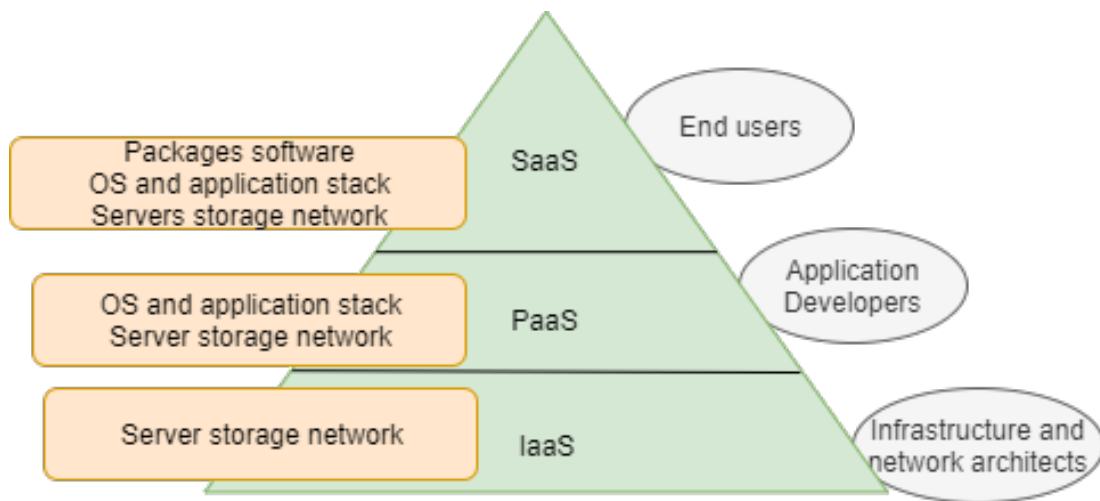 End users
Packages software
OS and application stack
Servers storage network
SaaS
Application
Developers
OS and application stack
Server storage network
PaaS
Server storage network
IaaS
Infrastructure and
network architects